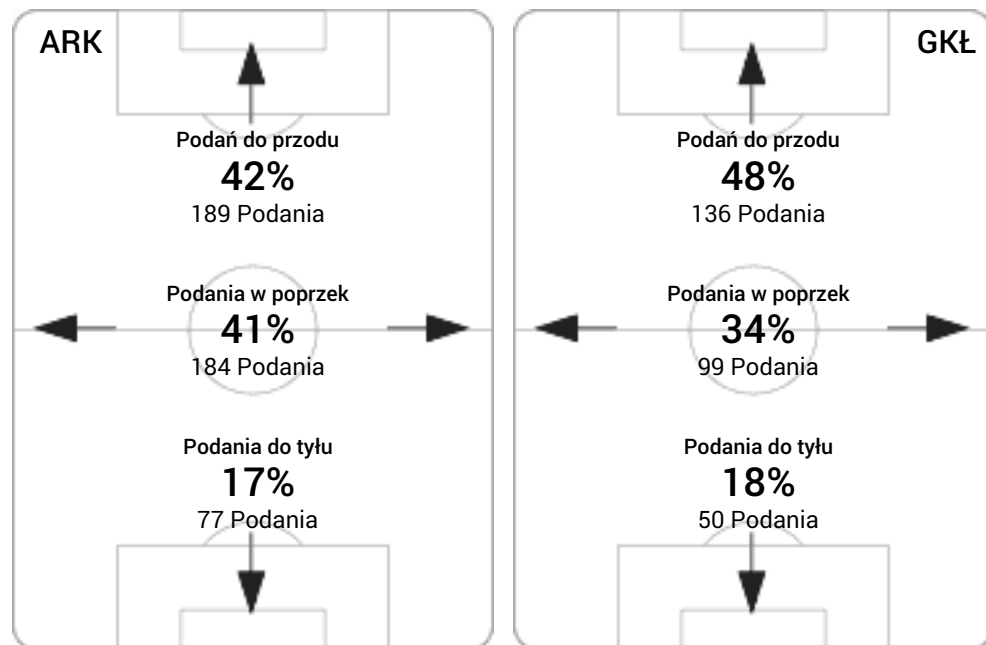 ARK
Podań do przodu
42%
189 Podania
Podania w poprzek
41%
184 Podania
Podania do tyłu
17%
77 Podania
GKŁ
Podań do przodu
48%
136 Podania
Podania w poprzek
34%
99 Podania
Podania do tyłu
18%
50 Podania